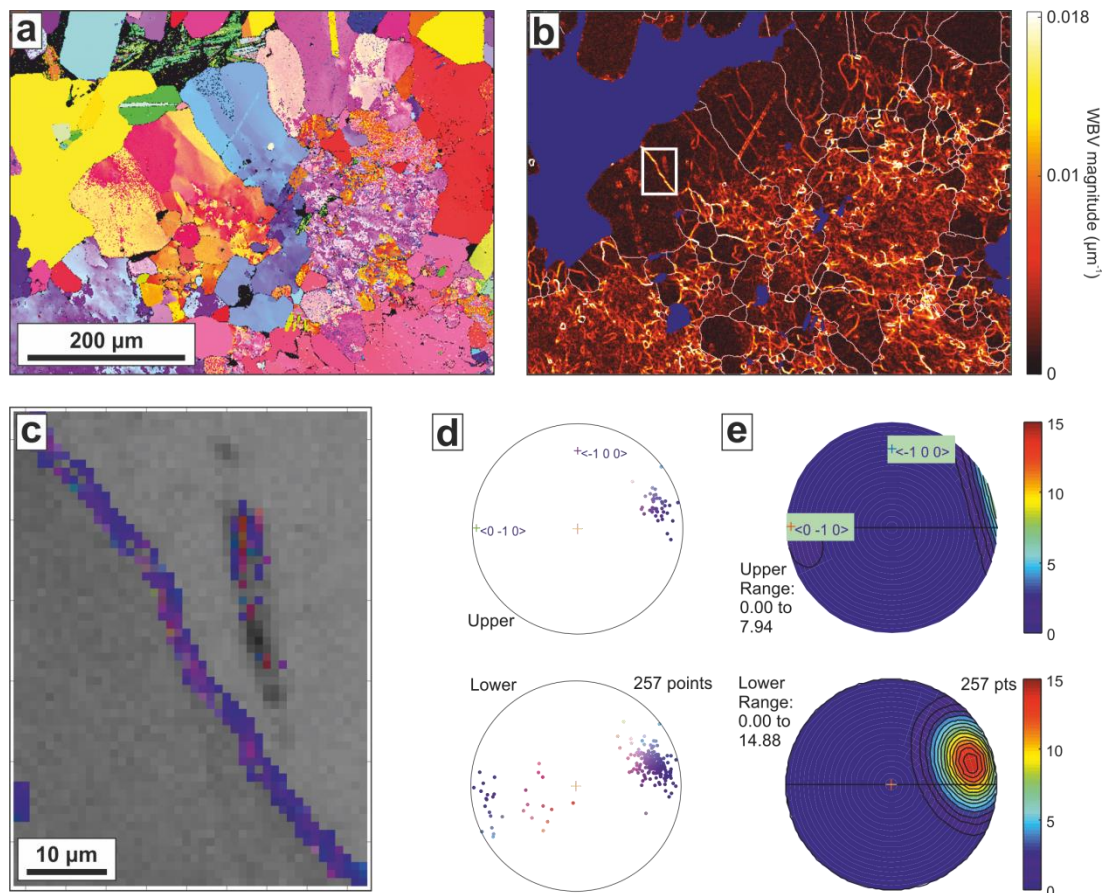 a
200 µm
b
0.018
0.011
0
WBV magnitude (µm⁻¹)
c
10 µm
d
<-1 0 0>
<0 -1 0>
Upper
Lower
257 points
e
<-1 0 0>
<0 -1 0>
Upper
Range:
0.00 to
7.94
15
10
5
0
Lower
Range:
0.00 to
14.88
257 pts
15
10
5
0